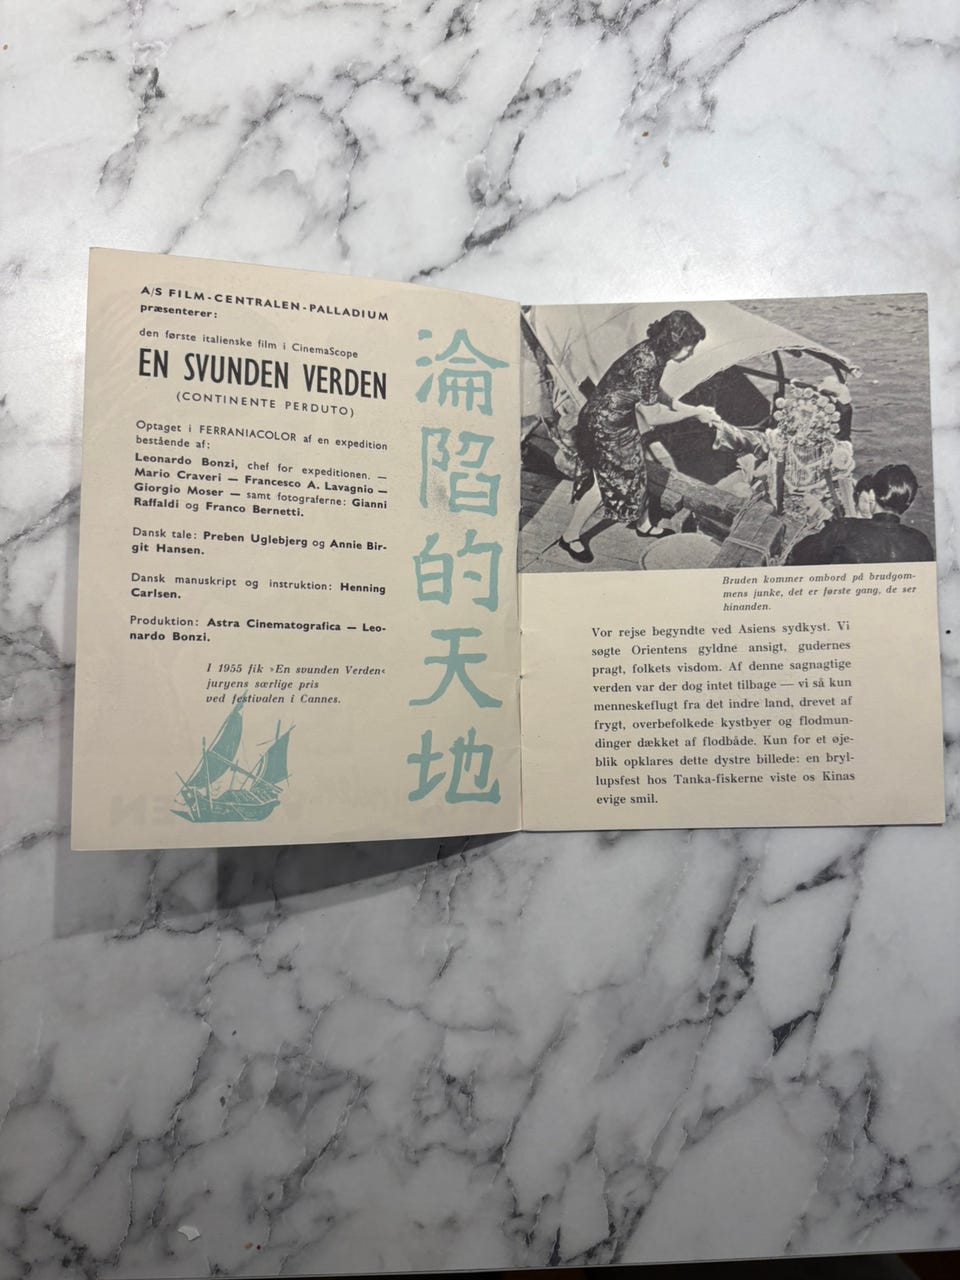 A/S FILM-CENTRALEN-PALLADIUM
præsenterer:
den første italienske film i CinemaScope
EN SVUNDEN VERDEN
(CONTINENTE PERDUTO)
Optaget i FERRANIACOLOR af en expedition
bestående af:
Leonardo Bonzi, chef for expeditionen. —
Mario Craveri — Francesco A. Lavagnio —
Giorgio Moser — samt fotograferne: Gianni
Raffaldi og Franco Bernetti.
Dansk tale: Preben Uglebjerg og Annie Bir-
git Hansen.
Dansk manuskript og instruktion: Henning
Carlsen.
Produktion: Astra Cinematografica — Leo-
nardo Bonzi.
I 1955 fik »En svunden Verden«
juryens særlige pris
ved festivalen i Cannes.
淪陷的天地
Bruden kommer ombord på brudgom-
mens junke, det er første gang, de ser
hinanden.
Vor rejse begyndte ved Asiens sydkyst. Vi
søgte Orientens gyldne ansigt, gudernes
pragt, folkets visdom. Af denne sagnagtige
verden var der dog intet tilbage — vi så kun
menneskeflugt fra det indre land, drevet af
frygt, overbefolkede kystbyer og flodmun-
dinger dækket af flodbåde. Kun for et øje-
blik opklares dette dystre billede: en bryl-
lupsfest hos Tanka-fiskerne viste os Kinas
evige smil.